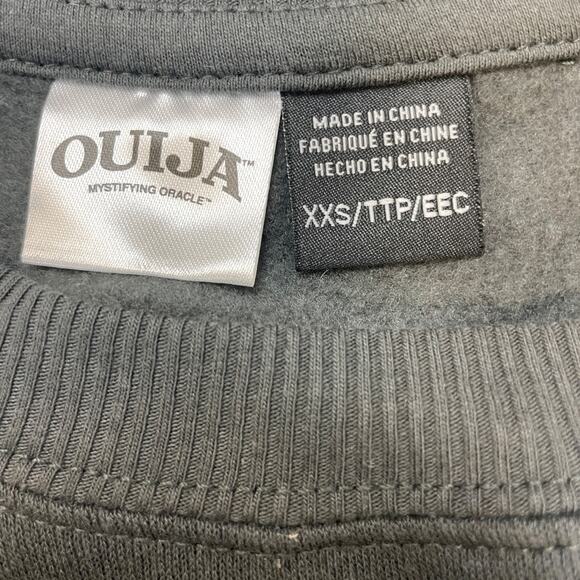 OUIJA™
MYSTIFYING ORACLE™
MADE IN CHINA
FABRIQUÉ EN CHINE
HECHO EN CHINA
XXS/TTP/EEC